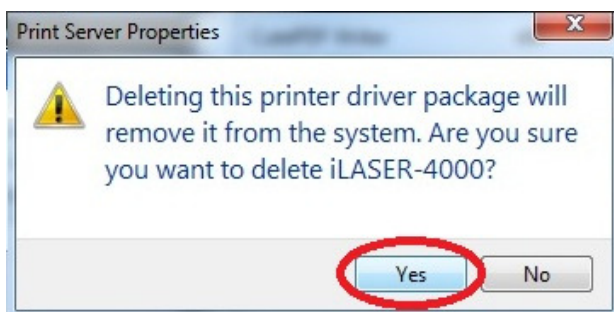 Print Server Properties
X
Deleting this printer driver package will
remove it from the system. Are you sure
you want to delete iLASER-4000?
Yes No